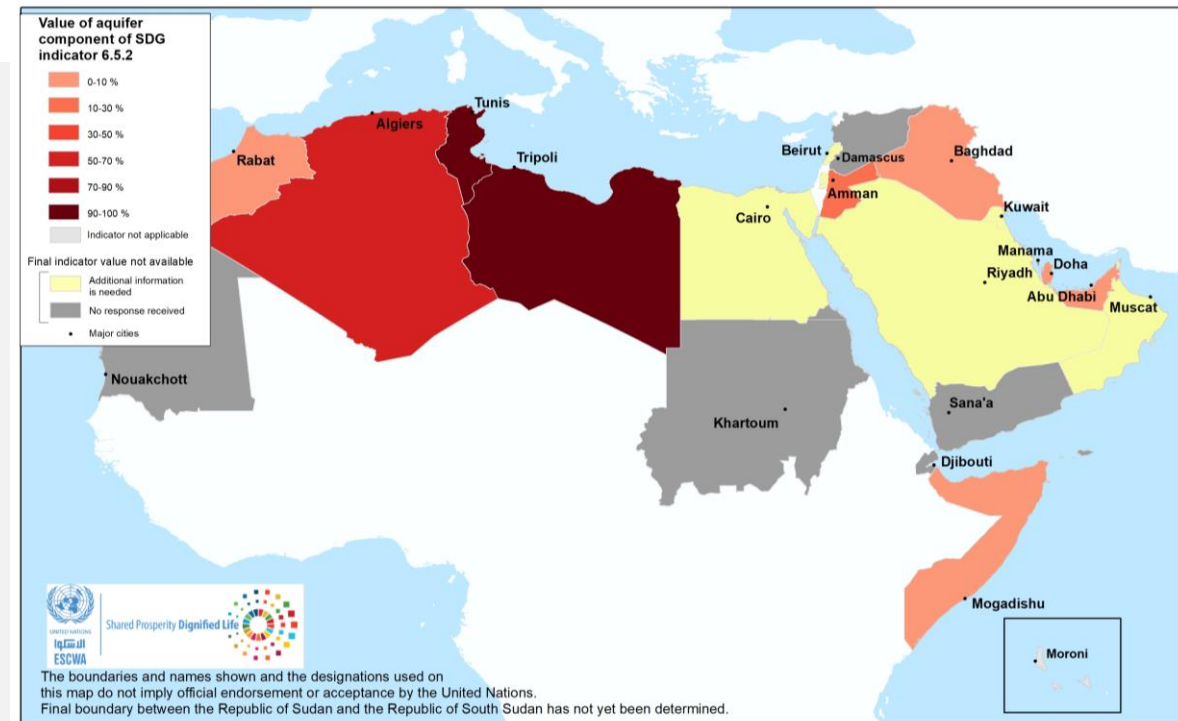 Value of aquifer
component of SDG
indicator 6.5.2
0-10 %
10-30 %
30-50 %
50-70 %
70-90 %
90-100 %
Indicator not applicable
Final indicator value not available
Additional information
is needed
No response received
Major cities
Tunis
Algiers
Rabat
Tripoli
Beirut
Damascus
Baghdad
Amman
Cairo
Kuwait
Manama
Doha
Riyadh
Abu Dhabi
Muscat
Nouakchott
Khartoum
Sana'a
Djibouti
Mogadishu
Moroni
UNITED NATIONS
الاسكوا
ESCWA
Shared Prosperity Dignified Life
The boundaries and names shown and the designations used on
this map do not imply official endorsement or acceptance by the United Nations.
Final boundary between the Republic of Sudan and the Republic of South Sudan has not yet been determined.